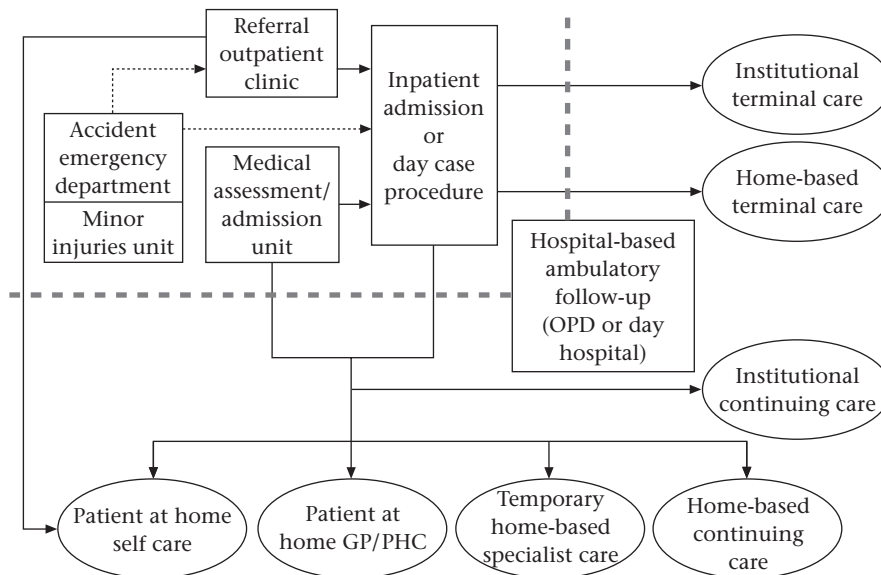 Referral
outpatient
clinic
Inpatient
admission
or
day case
procedure
Institutional
terminal care
Accident
emergency
department
Minor
injuries unit
Medical
assessment/
admission
unit
Home-based
terminal care
Hospital-based
ambulatory
follow-up
(OPD or day
hospital)
Institutional
continuing care
Patient at home
self care
Patient at
home GP/PHC
Temporary
home-based
specialist care
Home-based
continuing
care